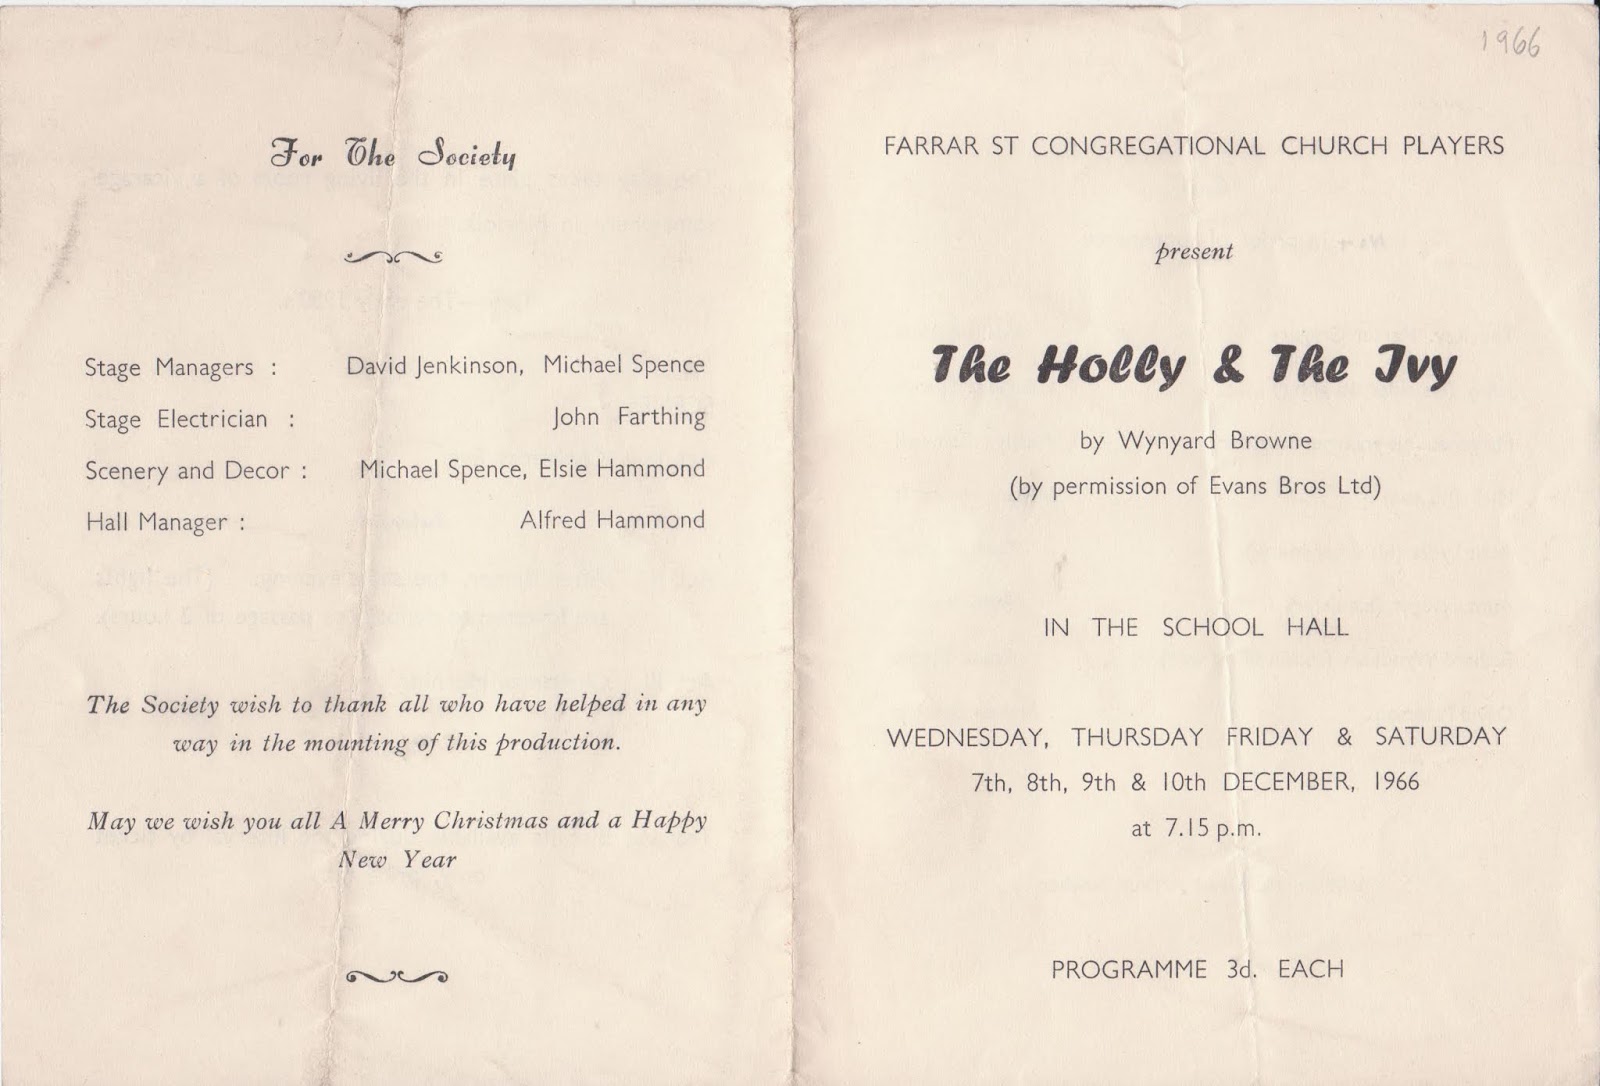 For The Society
Stage Managers : David Jenkinson, Michael Spence
Stage Electrician : John Farthing
Scenery and Decor : Michael Spence, Elsie Hammond
Hall Manager : Alfred Hammond
The Society wish to thank all who have helped in any
way in the mounting of this production.
May we wish you all A Merry Christmas and a Happy
New Year
1966
FARRAR ST CONGREGATIONAL CHURCH PLAYERS
present
The Holly & The Ivy
by Wynyard Browne
(by permission of Evans Bros Ltd)
IN THE SCHOOL HALL
WEDNESDAY, THURSDAY FRIDAY & SATURDAY
7th, 8th, 9th & 10th DECEMBER, 1966
at 7.15 p.m.
PROGRAMME 3d. EACH